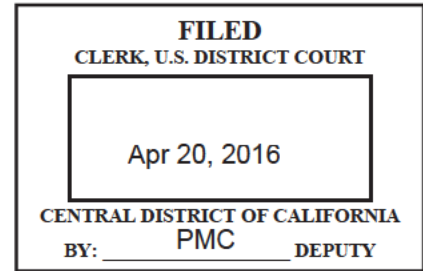 FILED
CLERK, U.S. DISTRICT COURT
Apr 20, 2016
CENTRAL DISTRICT OF CALIFORNIA
BY: PMC DEPUTY